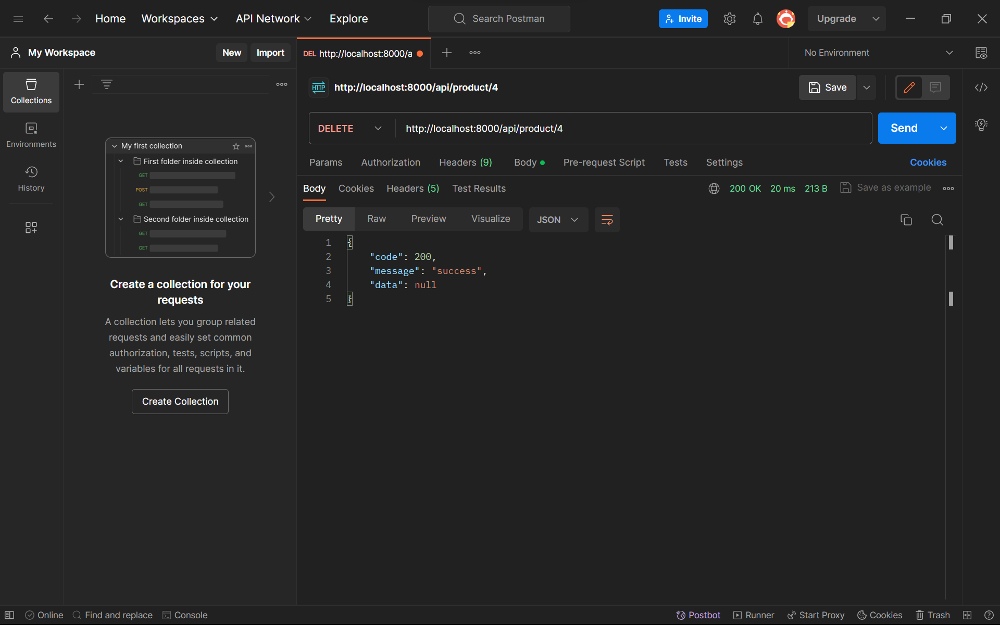 Home Workspaces API Network Explore Search Postman Invite Upgrade
My Workspace New Import DEL http://localhost:8000/a No Environment
HTTP http://localhost:8000/api/product/4 Save
Collections
Environments
History
DELETE http://localhost:8000/api/product/4 Send
My first collection
First folder inside collection
GET
POST
GET
Second folder inside collection
GET
GET
Create a collection for your
requests
A collection lets you group related
requests and easily set common
authorization, tests, scripts, and
variables for all requests in it.
Create Collection
Params Authorization Headers (9) Body Pre-request Script Tests Settings Cookies
Body Cookies Headers (5) Test Results 200 OK 20 ms 213 B Save as example
Pretty Raw Preview Visualize JSON
1 {
2 "code": 200,
3 "message": "success",
4 "data": null
5 }
Online Find and replace Console Postbot Runner Start Proxy Cookies Trash